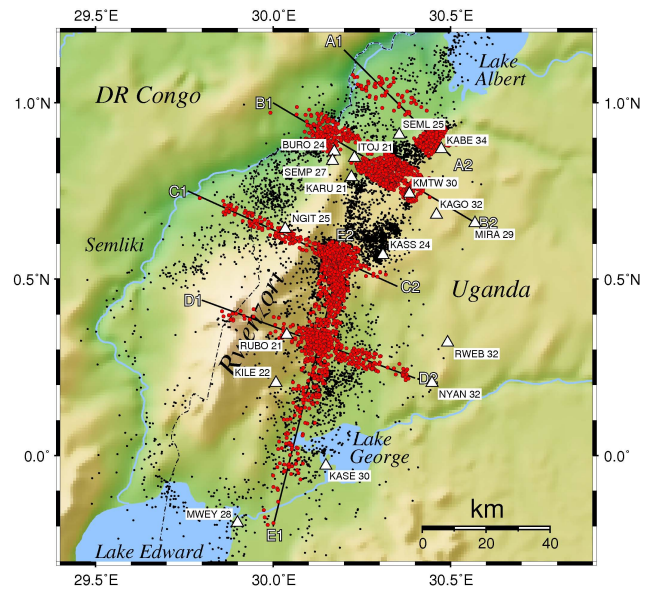 29.5˚E
30.0˚E
30.5˚E
A1
Lake
Albert
DR Congo
1.0˚N
B1
1.0˚N
SEML 25
BURO 24
ITOJ 21
KABE 34
SEMP 27
A2
KARU 21
KMTW 30
C1
KAGO 32
NGIT 25
B2
MIRA 29
E2
KASS 24
Semliki
0.5˚N
0.5˚N
C2
Uganda
D1
Rwenzori
RUBO 21
RWEB 32
KILE 22
D2
NYAN 32
Lake
George
0.0˚N
0.0˚N
KASE 30
MWEY 28
km
E1
0
20
40
Lake Edward
29.5˚E
30.0˚E
30.5˚E